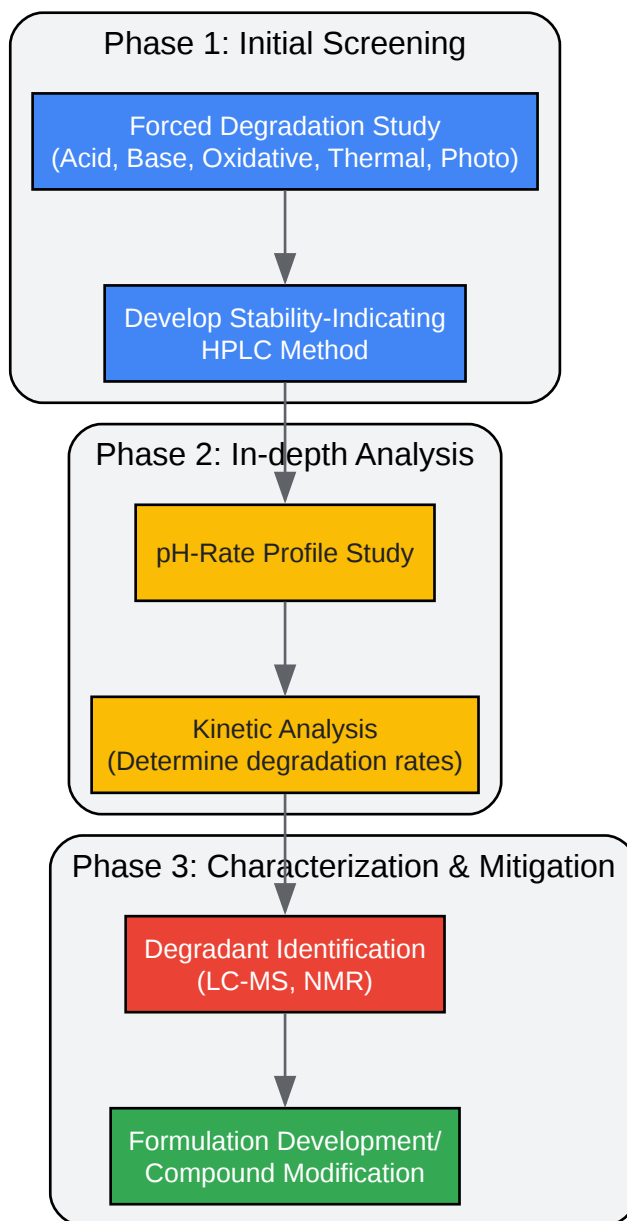 Phase 1: Initial Screening
Forced Degradation Study
(Acid, Base, Oxidative, Thermal, Photo)
Develop Stability-Indicating
HPLC Method
Phase 2: In-depth Analysis
pH-Rate Profile Study
Kinetic Analysis
(Determine degradation rates)
Phase 3: Characterization & Mitigation
Degradant Identification
(LC-MS, NMR)
Formulation Development/
Compound Modification